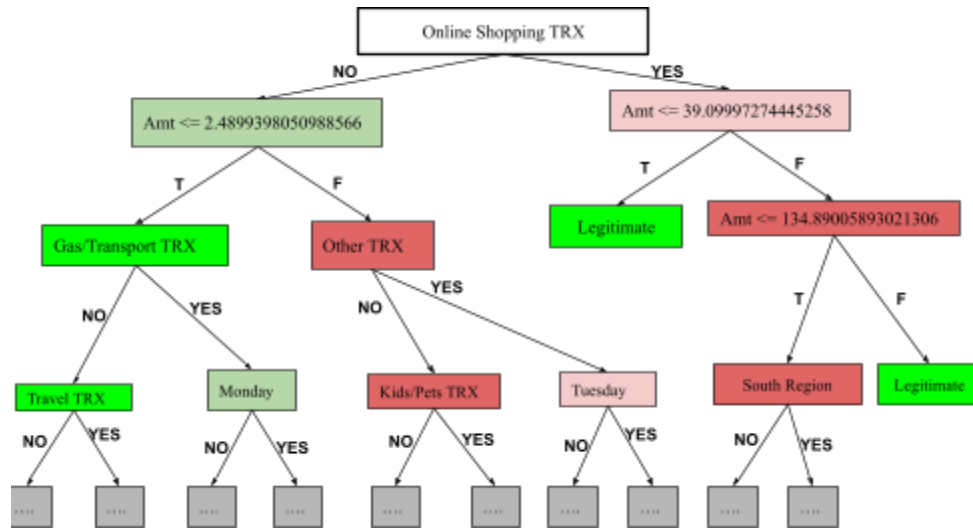 Online Shopping TRX
NO
YES
Amt <= 2.4899398050988566
Amt <= 39.09997274445258
T
F
T
F
Gas/Transport TRX
Other TRX
Legitimate
Amt <= 134.89005893021306
NO
YES
NO
YES
T
F
Travel TRX
Monday
Kids/Pets TRX
Tuesday
South Region
Legitimate
NO
YES
NO
YES
NO
YES
NO
YES
NO
YES
....
....
....
....
....
....
....
....
....
....